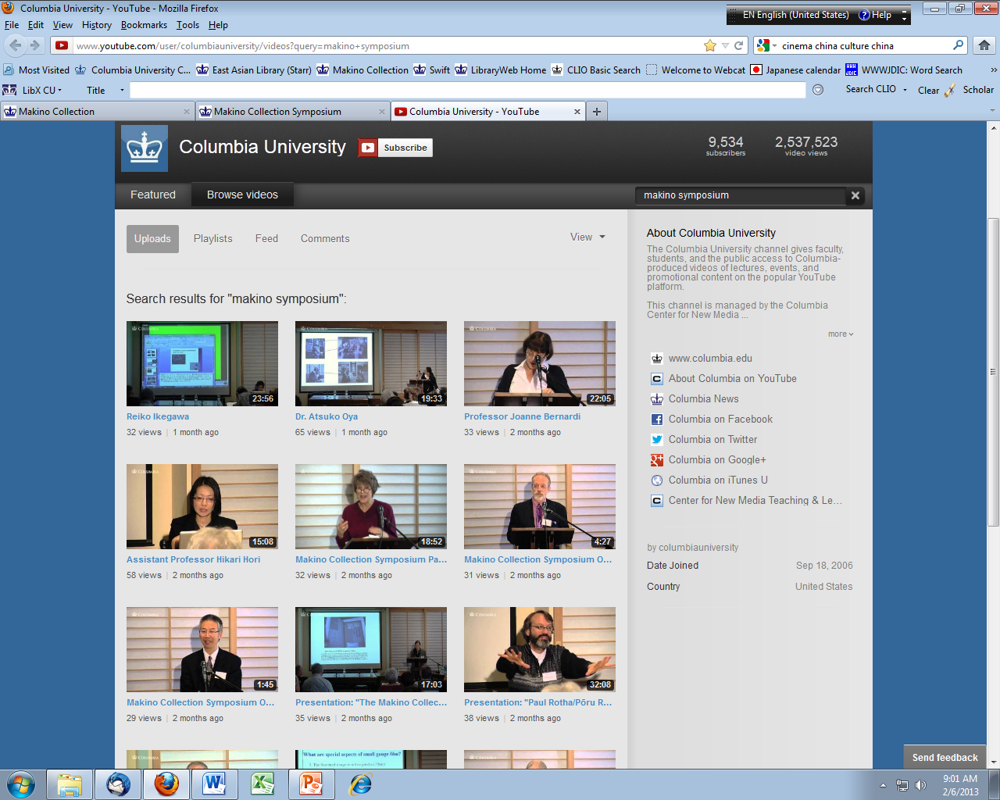 Columbia University - YouTube - Mozilla Firefox
EN English (United States) Help
File Edit View History Bookmarks Tools Help
www.youtube.com/user/columbiauniversity/videos?query=makino+symposium
cinema china culture china
Most Visited Columbia University C... East Asian Library (Starr) Makino Collection Swift LibraryWeb Home CLIO Basic Search Welcome to Webcat Japanese calendar WWWJDIC: Word Search »
LibX CU Title Search CLIO Clear Scholar
Makino Collection Makino Collection Symposium Columbia University - YouTube
Columbia University
Subscribe
9,534
subscribers
2,537,523
video views
Featured Browse videos
makino symposium
Uploads Playlists Feed Comments View
Search results for "makino symposium":
23:56
Reiko Ikegawa
32 views | 1 month ago
19:33
Dr. Atsuko Oya
65 views | 1 month ago
22:05
Professor Joanne Bernardi
33 views | 2 months ago
15:08
Assistant Professor Hikari Hori
58 views | 2 months ago
18:52
Makino Collection Symposium Pa...
32 views | 2 months ago
4:27
Makino Collection Symposium O...
31 views | 2 months ago
1:45
Makino Collection Symposium O...
29 views | 2 months ago
17:03
Presentation: "The Makino Collec...
35 views | 2 months ago
32:08
Presentation: "Paul Rotha/Pōru R...
38 views | 2 months ago
What are special aspects of small gauge film?
About Columbia University
The Columbia University channel gives faculty,
students, and the public access to Columbia-
produced videos of lectures, events, and
promotional content on the popular YouTube
platform.
This channel is managed by the Columbia
Center for New Media ...
more
www.columbia.edu
About Columbia on YouTube
Columbia News
Columbia on Facebook
Columbia on Twitter
Columbia on Google+
Columbia on iTunes U
Center for New Media Teaching & Le...
by columbiauniversity
Date Joined Sep 18, 2006
Country United States
Send feedback
9:01 AM
2/6/2013